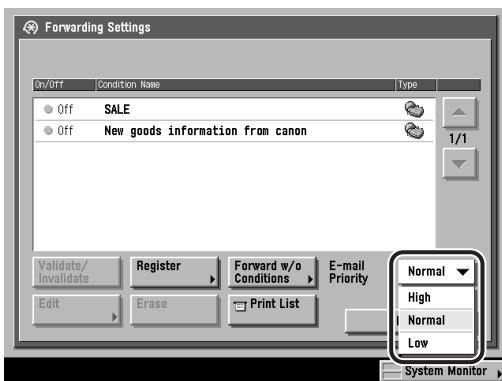 Forwarding Settings
On/Off Condition Name Type
Off SALE
Off New goods information from canon
1/1
Validate/ Invalidate
Register
Forward w/o Conditions
E-mail Priority
Normal
High
Normal
Low
Edit
Erase
Print List
System Monitor